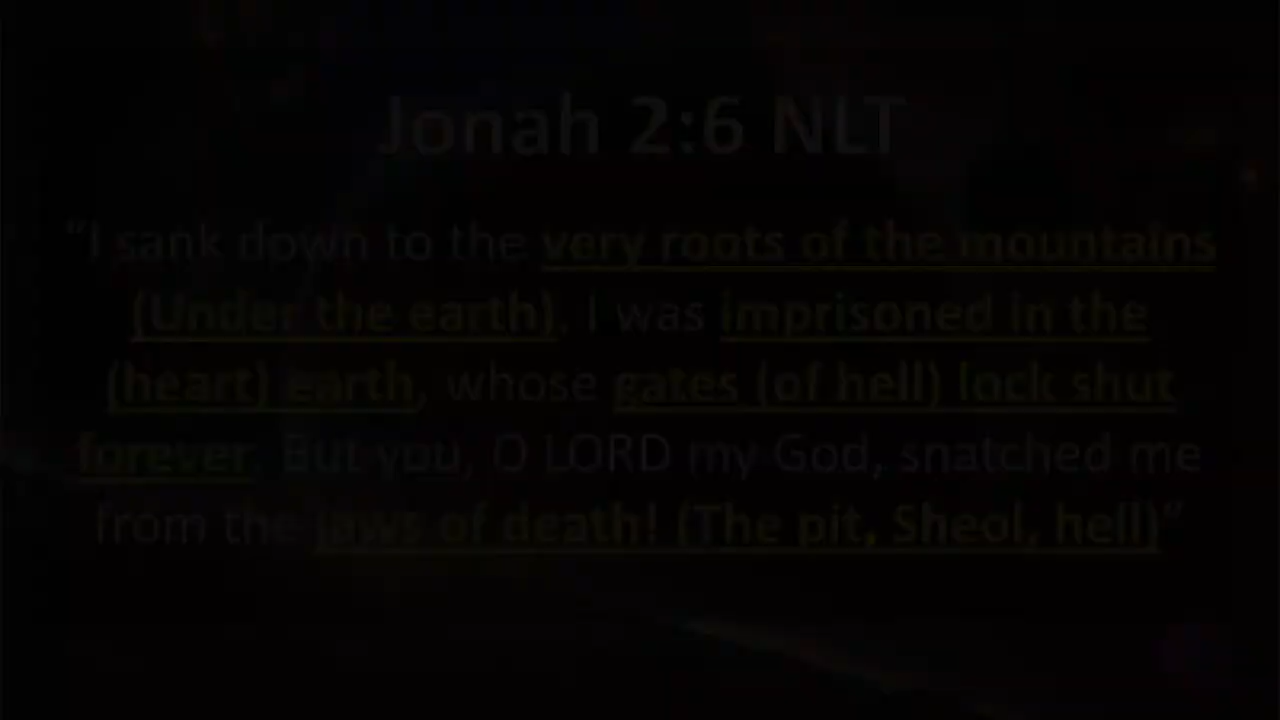 Jonah 2:6 NLT
"I sank down to the very roots of the mountains
(Under the earth). I was imprisoned in the
(heart) earth, whose gates (of hell) lock shut
forever. But you, O LORD my God, snatched me
from the jaws of death! (The pit, Sheol, hell)"